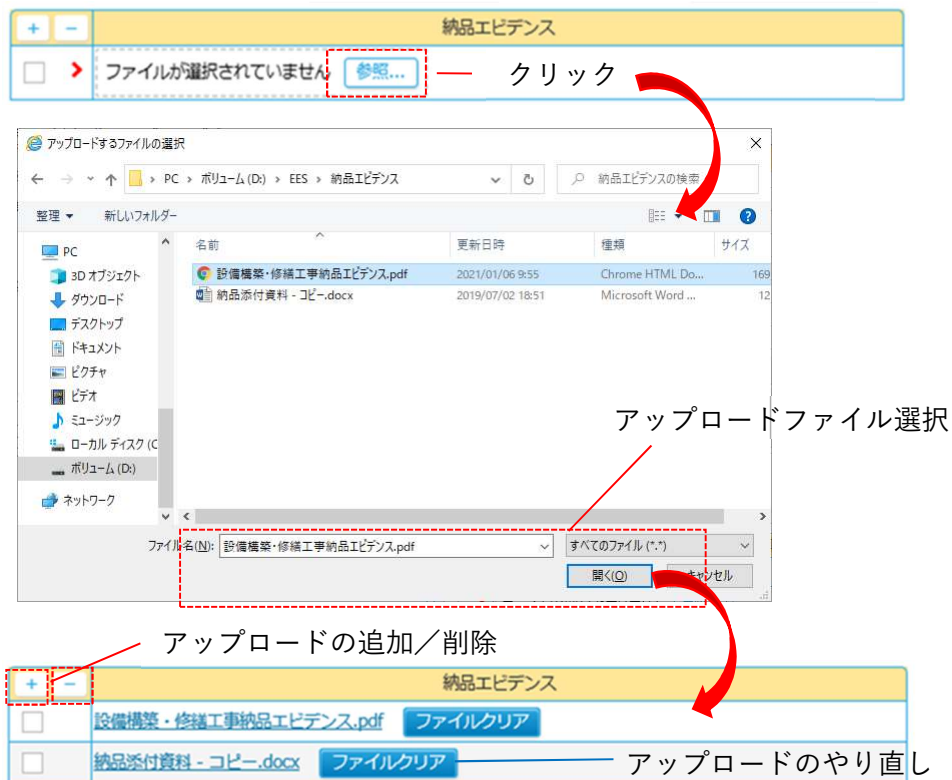 + − 納品エビデンス
ファイルが選択されていません 参照... クリック
アップロードするファイルの選択
PC › ボリューム (D:) › EES › 納品エビデンス 納品エビデンスの検索
整理 新しいフォルダー
名前 更新日時 種類 サイズ
PC
3D オブジェクト
ダウンロード
デスクトップ
ドキュメント
ピクチャ
ビデオ
ミュージック
ローカル ディスク (C
ボリューム (D:)
ネットワーク
設備構築・修繕工事納品エビデンス.pdf 2021/01/06 9:55 Chrome HTML Do... 169
納品添付資料 - コピー.docx 2019/07/02 18:51 Microsoft Word ... 12
アップロードファイル選択
ファイル名(N): 設備構築・修繕工事納品エビデンス.pdf すべてのファイル (*.*)
開く(O) キャンセル
アップロードの追加／削除
+ − 納品エビデンス
設備構築・修繕工事納品エビデンス.pdf ファイルクリア
納品添付資料 - コピー.docx ファイルクリア アップロードのやり直し